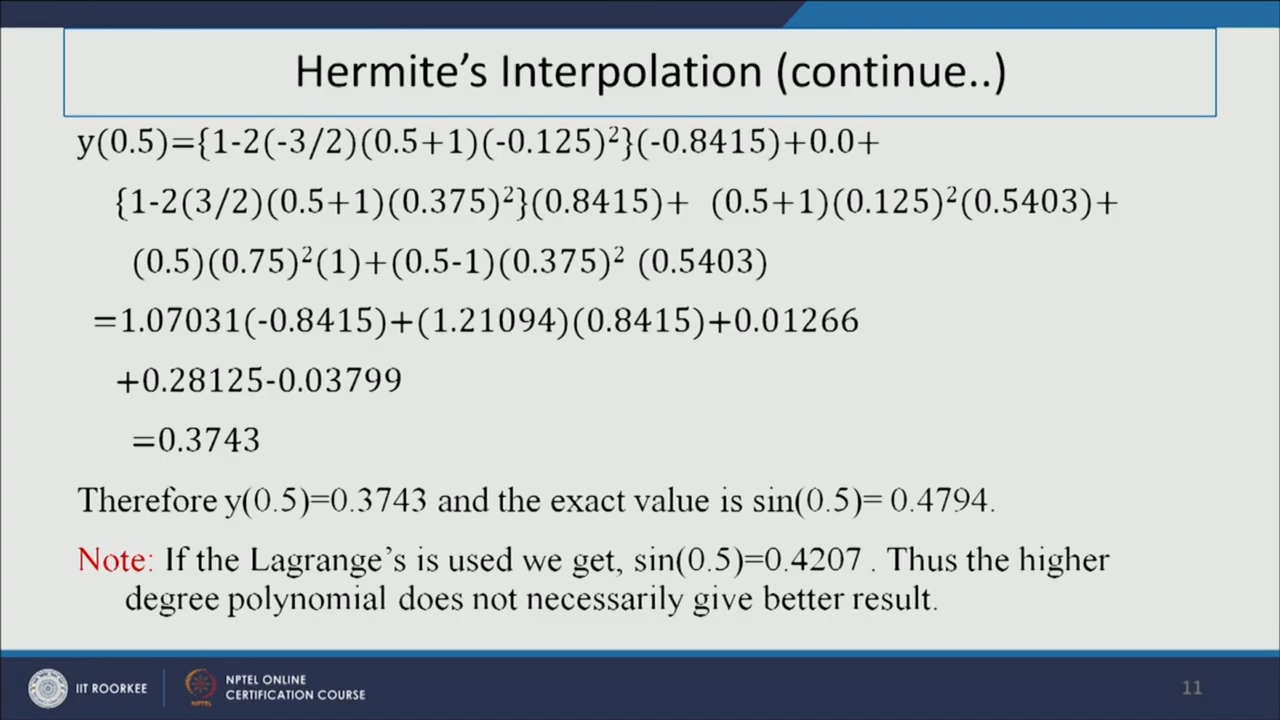 Hermite’s Interpolation (continue..)
y(0.5)={1-2(-3/2)(0.5+1)(-0.125)²}(-0.8415)+0.0+
{1-2(3/2)(0.5+1)(0.375)²}(0.8415)+ (0.5+1)(0.125)²(0.5403)+
(0.5)(0.75)²(1)+(0.5-1)(0.375)² (0.5403)
=1.07031(-0.8415)+(1.21094)(0.8415)+0.01266
+0.28125-0.03799
=0.3743
Therefore y(0.5)=0.3743 and the exact value is sin(0.5)= 0.4794.
Note: If the Lagrange’s is used we get, sin(0.5)=0.4207 . Thus the higher
degree polynomial does not necessarily give better result.
IIT ROORKEE
NPTEL
NPTEL ONLINE
CERTIFICATION COURSE
11